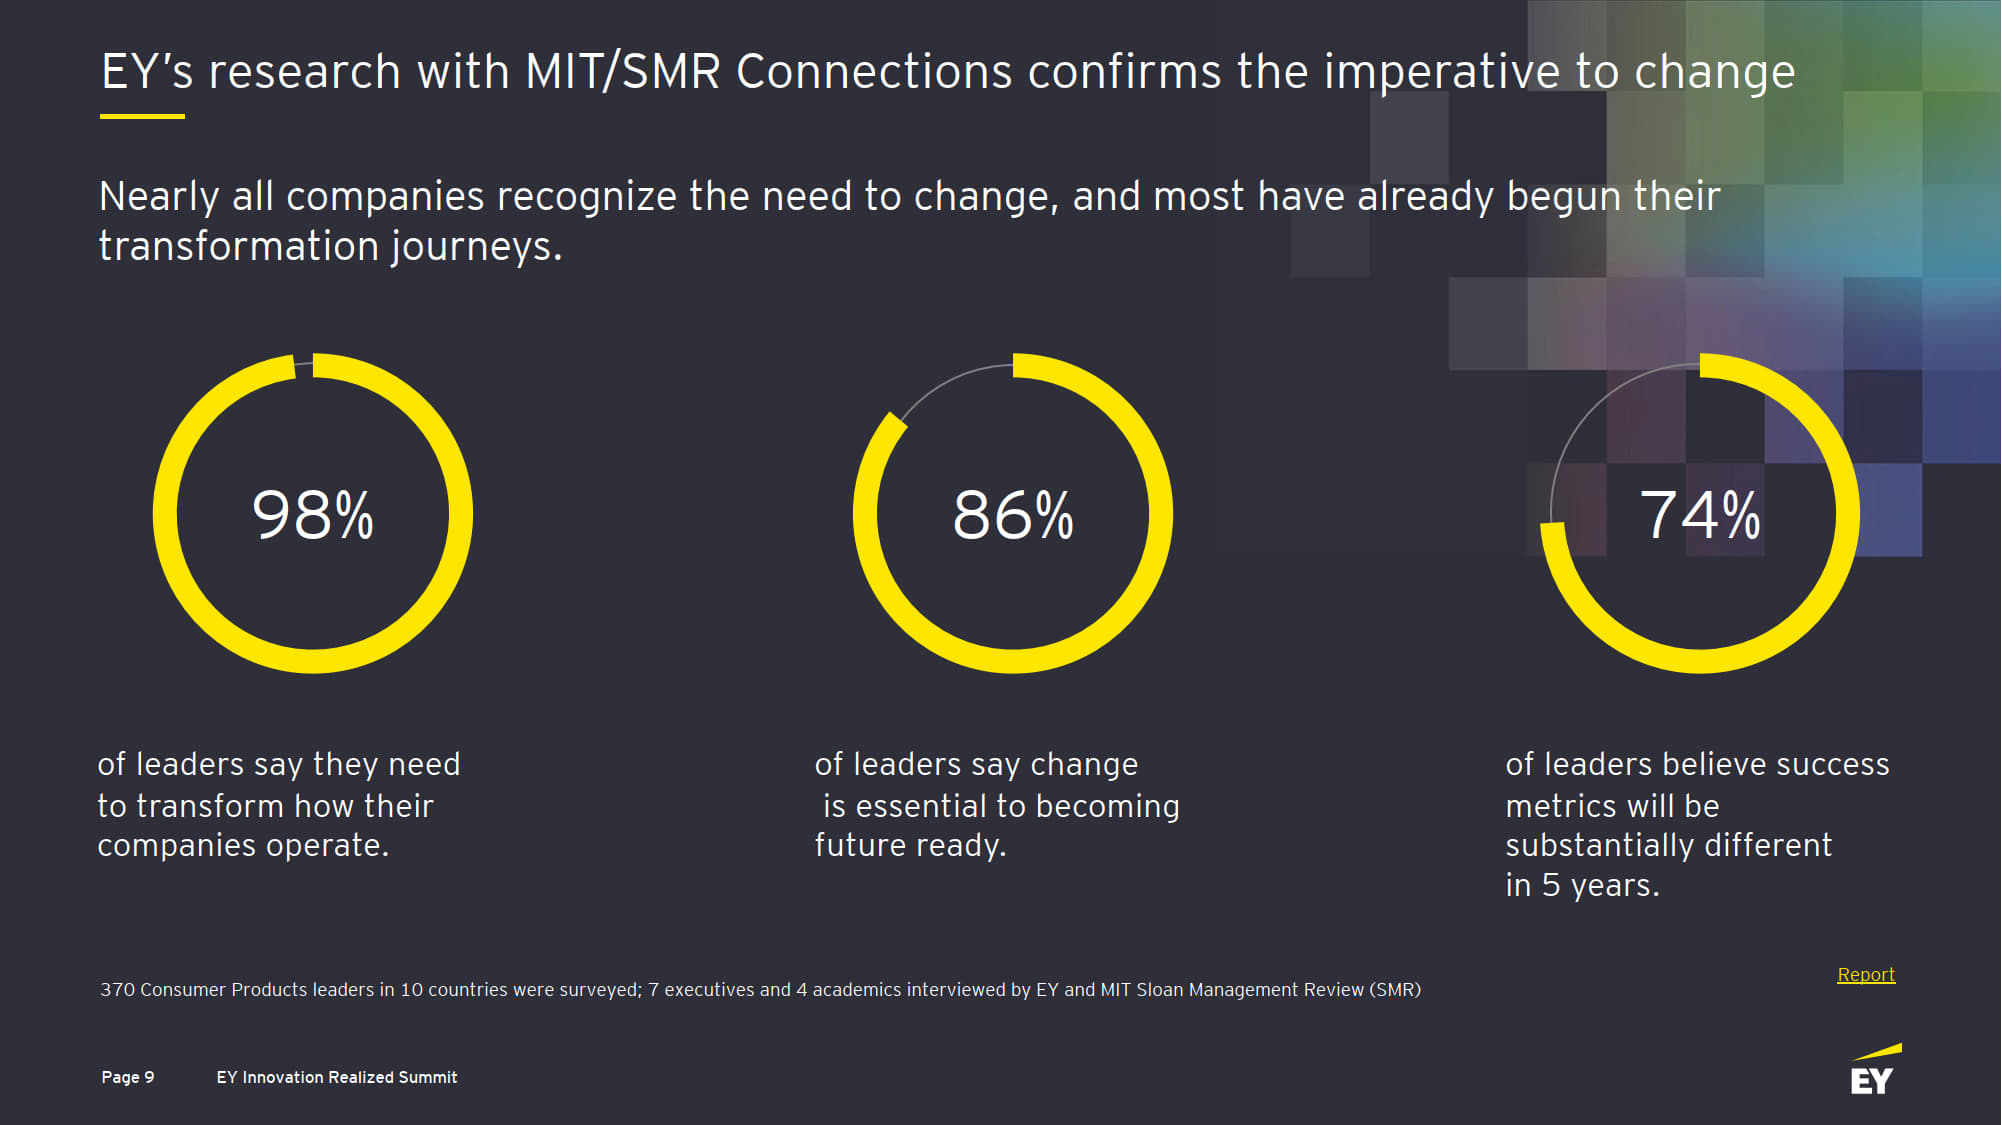 EY’s research with MIT/SMR Connections confirms the imperative to change
Nearly all companies recognize the need to change, and most have already begun their
transformation journeys.
98%
86%
74%
of leaders say they need
to transform how their
companies operate.
of leaders say change
is essential to becoming
future ready.
of leaders believe success
metrics will be
substantially different
in 5 years.
370 Consumer Products leaders in 10 countries were surveyed; 7 executives and 4 academics interviewed by EY and MIT Sloan Management Review (SMR)
Report
Page 9 EY Innovation Realized Summit
EY